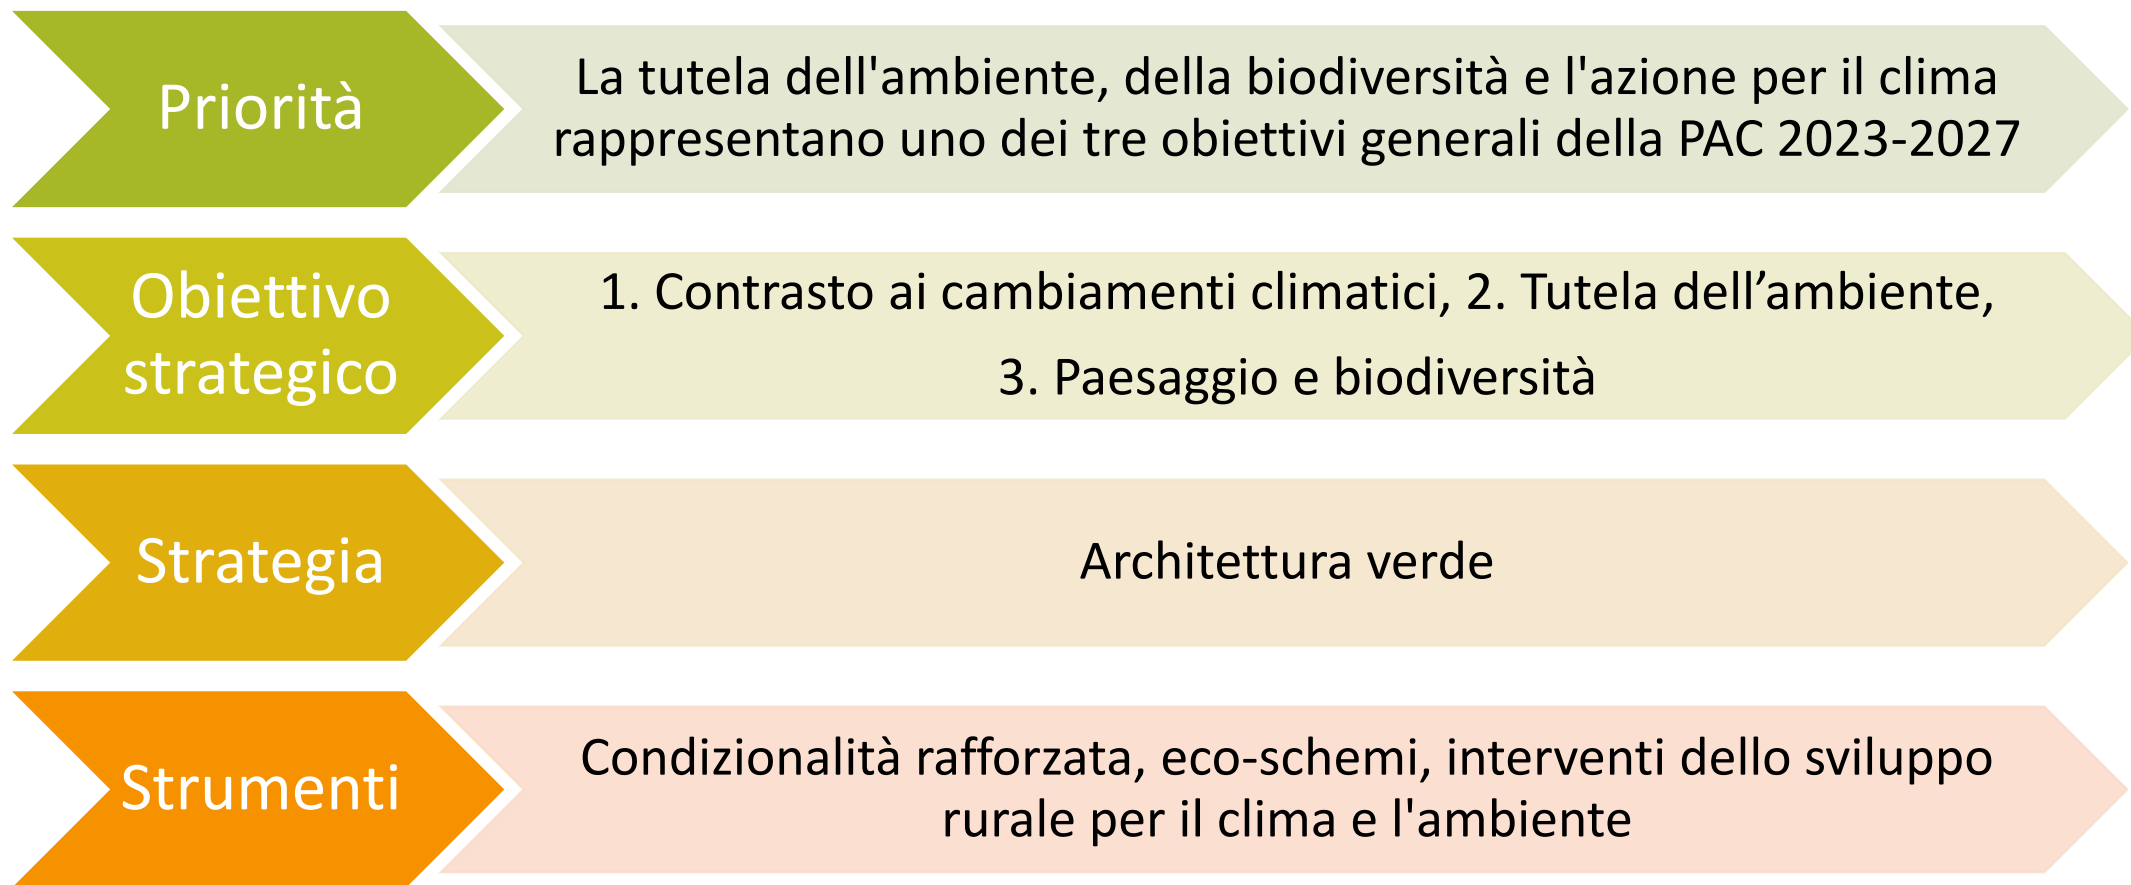 Priorità
La tutela dell'ambiente, della biodiversità e l'azione per il clima
rappresentano uno dei tre obiettivi generali della PAC 2023-2027
Obiettivo
strategico
1. Contrasto ai cambiamenti climatici, 2. Tutela dell’ambiente,
3. Paesaggio e biodiversità
Strategia
Architettura verde
Strumenti
Condizionalità rafforzata, eco-schemi, interventi dello sviluppo
rurale per il clima e l'ambiente